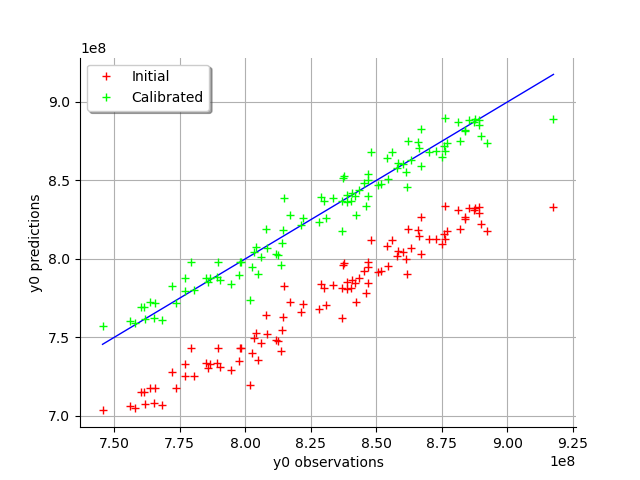 1e8
Initial
Calibrated
9.0
8.5
8.0
7.5
7.0
y0 predictions
7.50 7.75 8.00 8.25 8.50 8.75 9.00 9.25
y0 observations
1e8